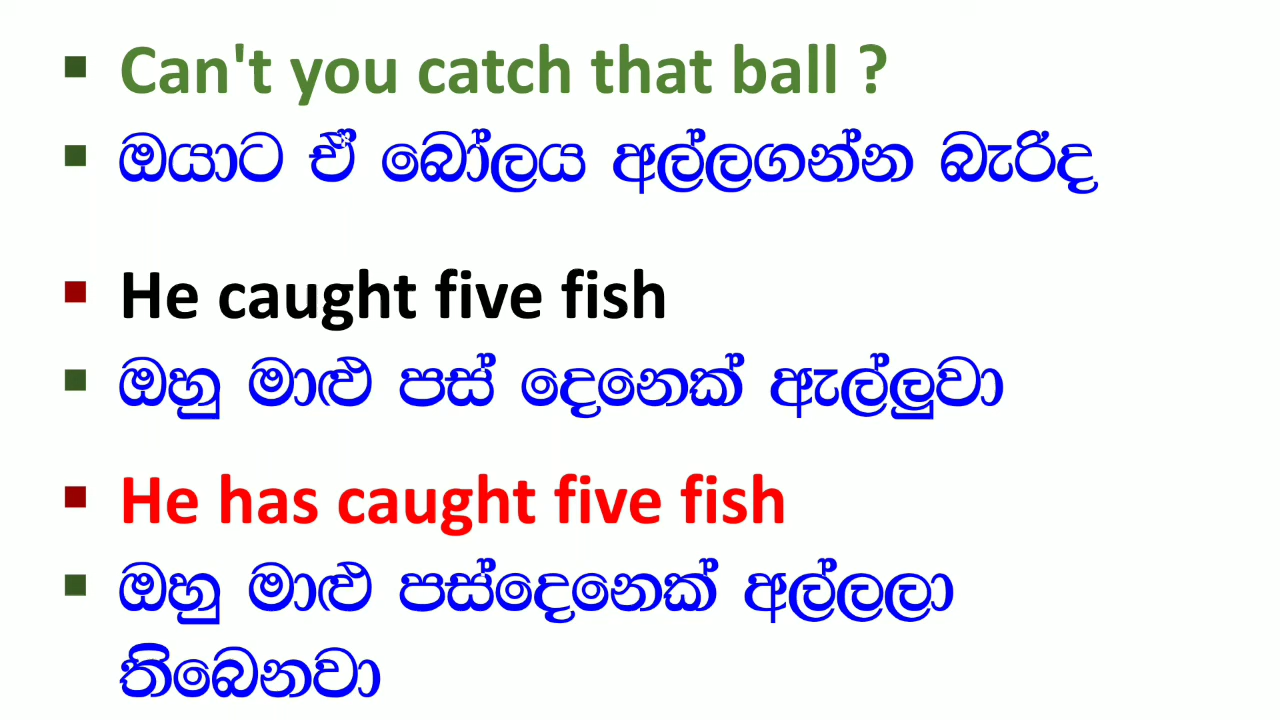 Can't you catch that ball ?
ඔයාට ඒ බෝලය අල්ලගන්න බැරිද
He caught five fish
ඔහු මාළු පස් දෙනෙක් ඇල්ලුවා
He has caught five fish
ඔහු මාළු පස්දෙනෙක් අල්ලලා
තිබෙනවා